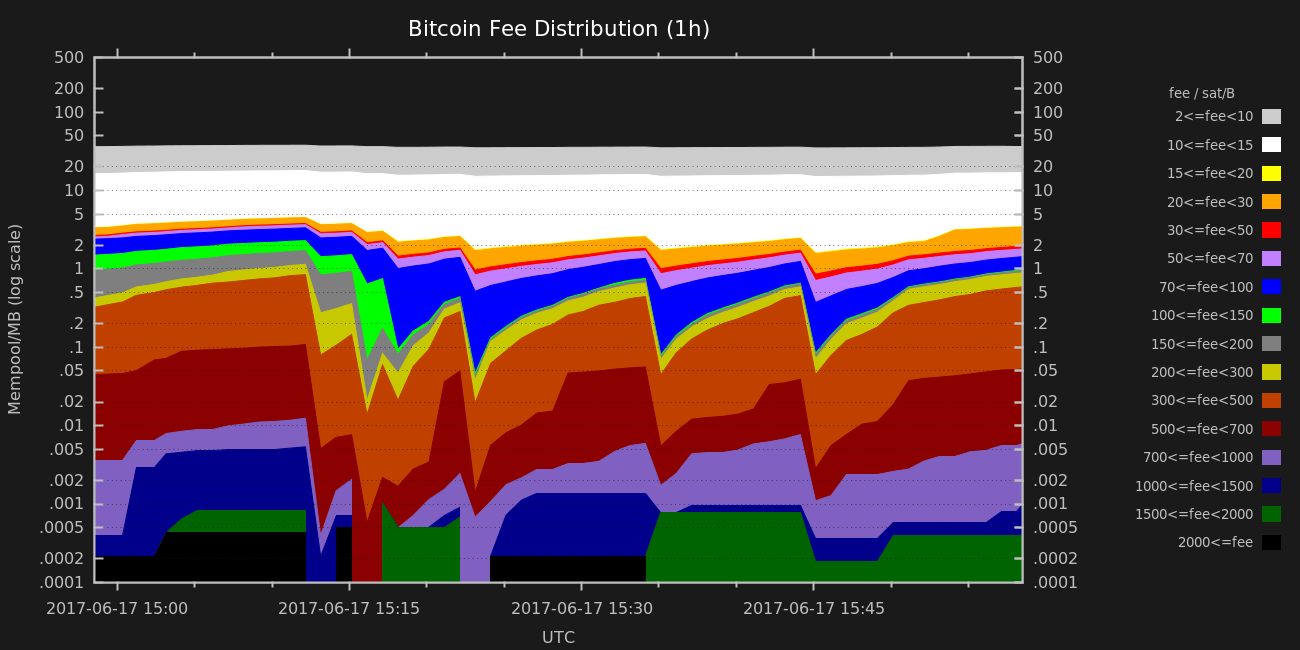 Bitcoin Fee Distribution (1h)
500
200
100
50
20
10
5
2
1
.5
.2
.1
.05
.02
.01
.005
.002
.001
.0005
.0002
.0001
Mempool/MB (log scale)
500
200
100
50
20
10
5
2
1
.5
.2
.1
.05
.02
.01
.005
.002
.001
.0005
.0002
.0001
2017-06-17 15:00
2017-06-17 15:15
2017-06-17 15:30
2017-06-17 15:45
UTC
fee / sat/B
2<=fee<10
10<=fee<15
15<=fee<20
20<=fee<30
30<=fee<50
50<=fee<70
70<=fee<100
100<=fee<150
150<=fee<200
200<=fee<300
300<=fee<500
500<=fee<700
700<=fee<1000
1000<=fee<1500
1500<=fee<2000
2000<=fee